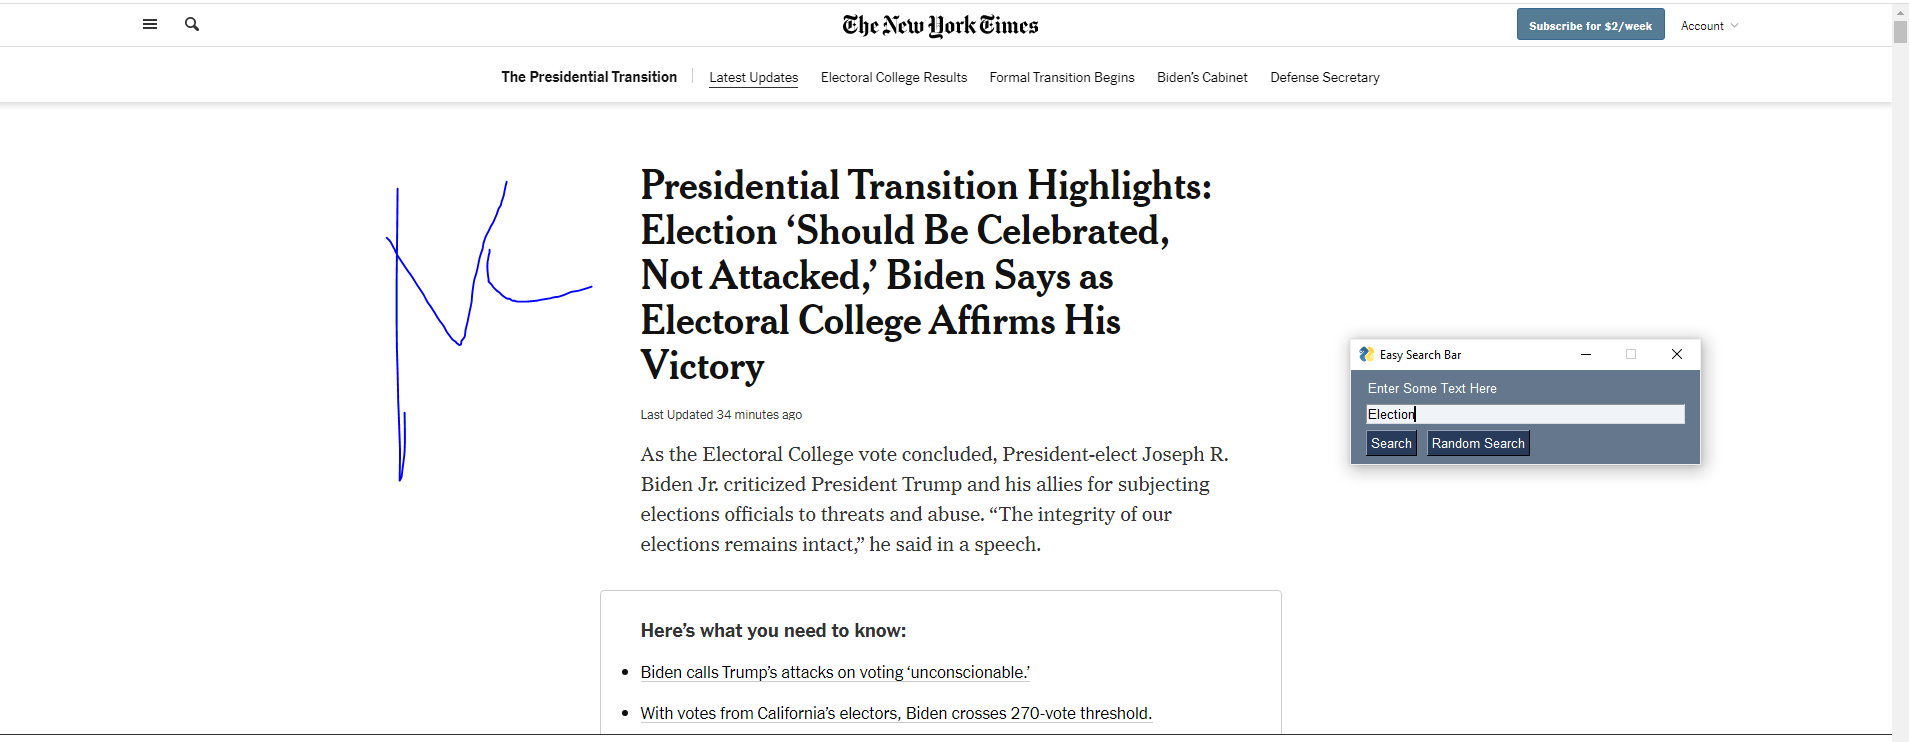 The New York Times
Subscribe for $2/week
Account
The Presidential Transition
Latest Updates
Electoral College Results
Formal Transition Begins
Biden’s Cabinet
Defense Secretary
Presidential Transition Highlights:
Election ‘Should Be Celebrated,
Not Attacked,’ Biden Says as
Electoral College Affirms His
Victory
Last Updated 34 minutes ago
As the Electoral College vote concluded, President-elect Joseph R.
Biden Jr. criticized President Trump and his allies for subjecting
elections officials to threats and abuse. “The integrity of our
elections remains intact,” he said in a speech.
Here’s what you need to know:
Biden calls Trump’s attacks on voting ‘unconscionable.’
With votes from California’s electors, Biden crosses 270-vote threshold.
Easy Search Bar
Enter Some Text Here
Election
Search
Random Search